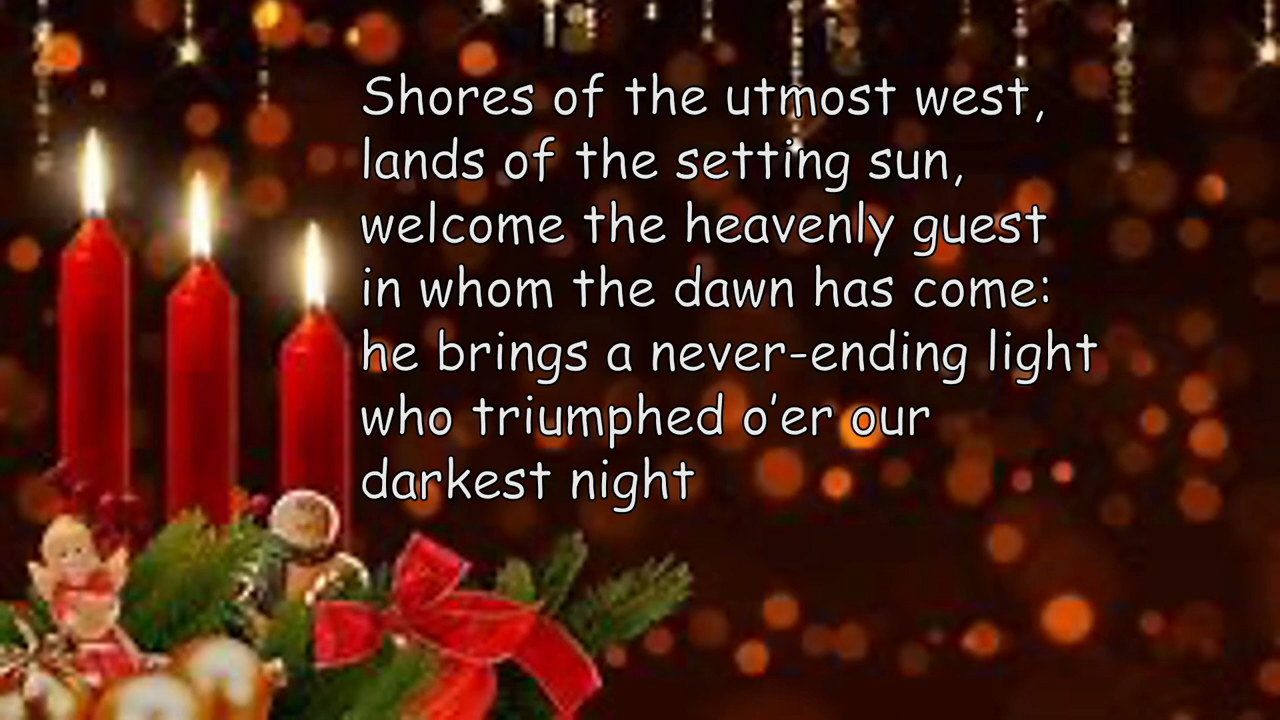 Shores of the utmost west,
lands of the setting sun,
welcome the heavenly guest
in whom the dawn has come:
he brings a never-ending light
who triumphed o’er our
darkest night